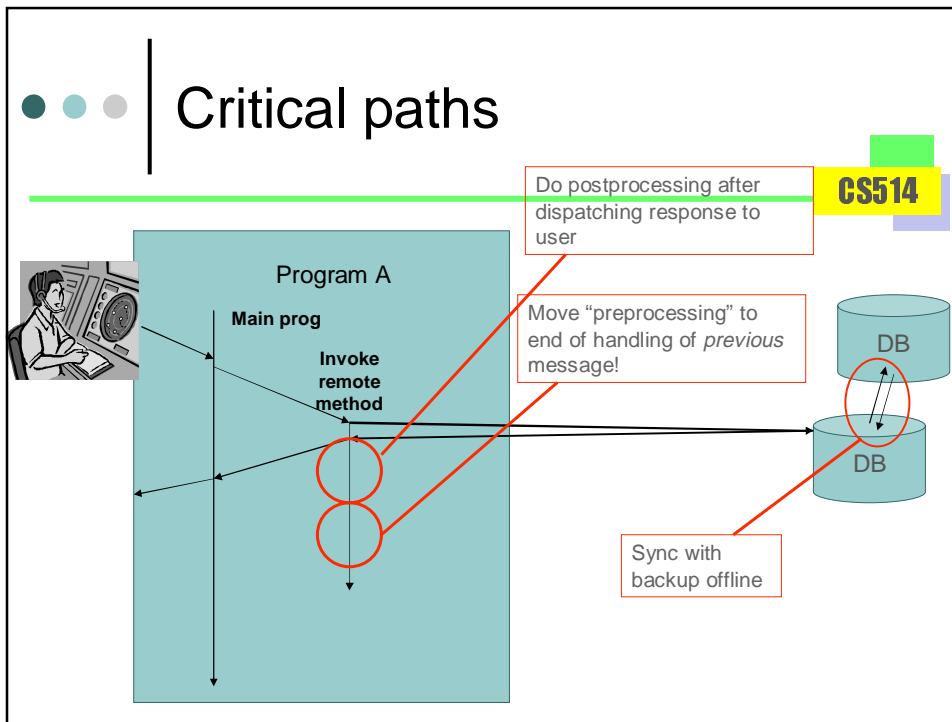 Critical paths
CS514
Do postprocessing after
dispatching response to
user
Program A
Main prog
Move “preprocessing” to
end of handling of previous
message!
Invoke
remote
method
DB
DB
Sync with
backup offline